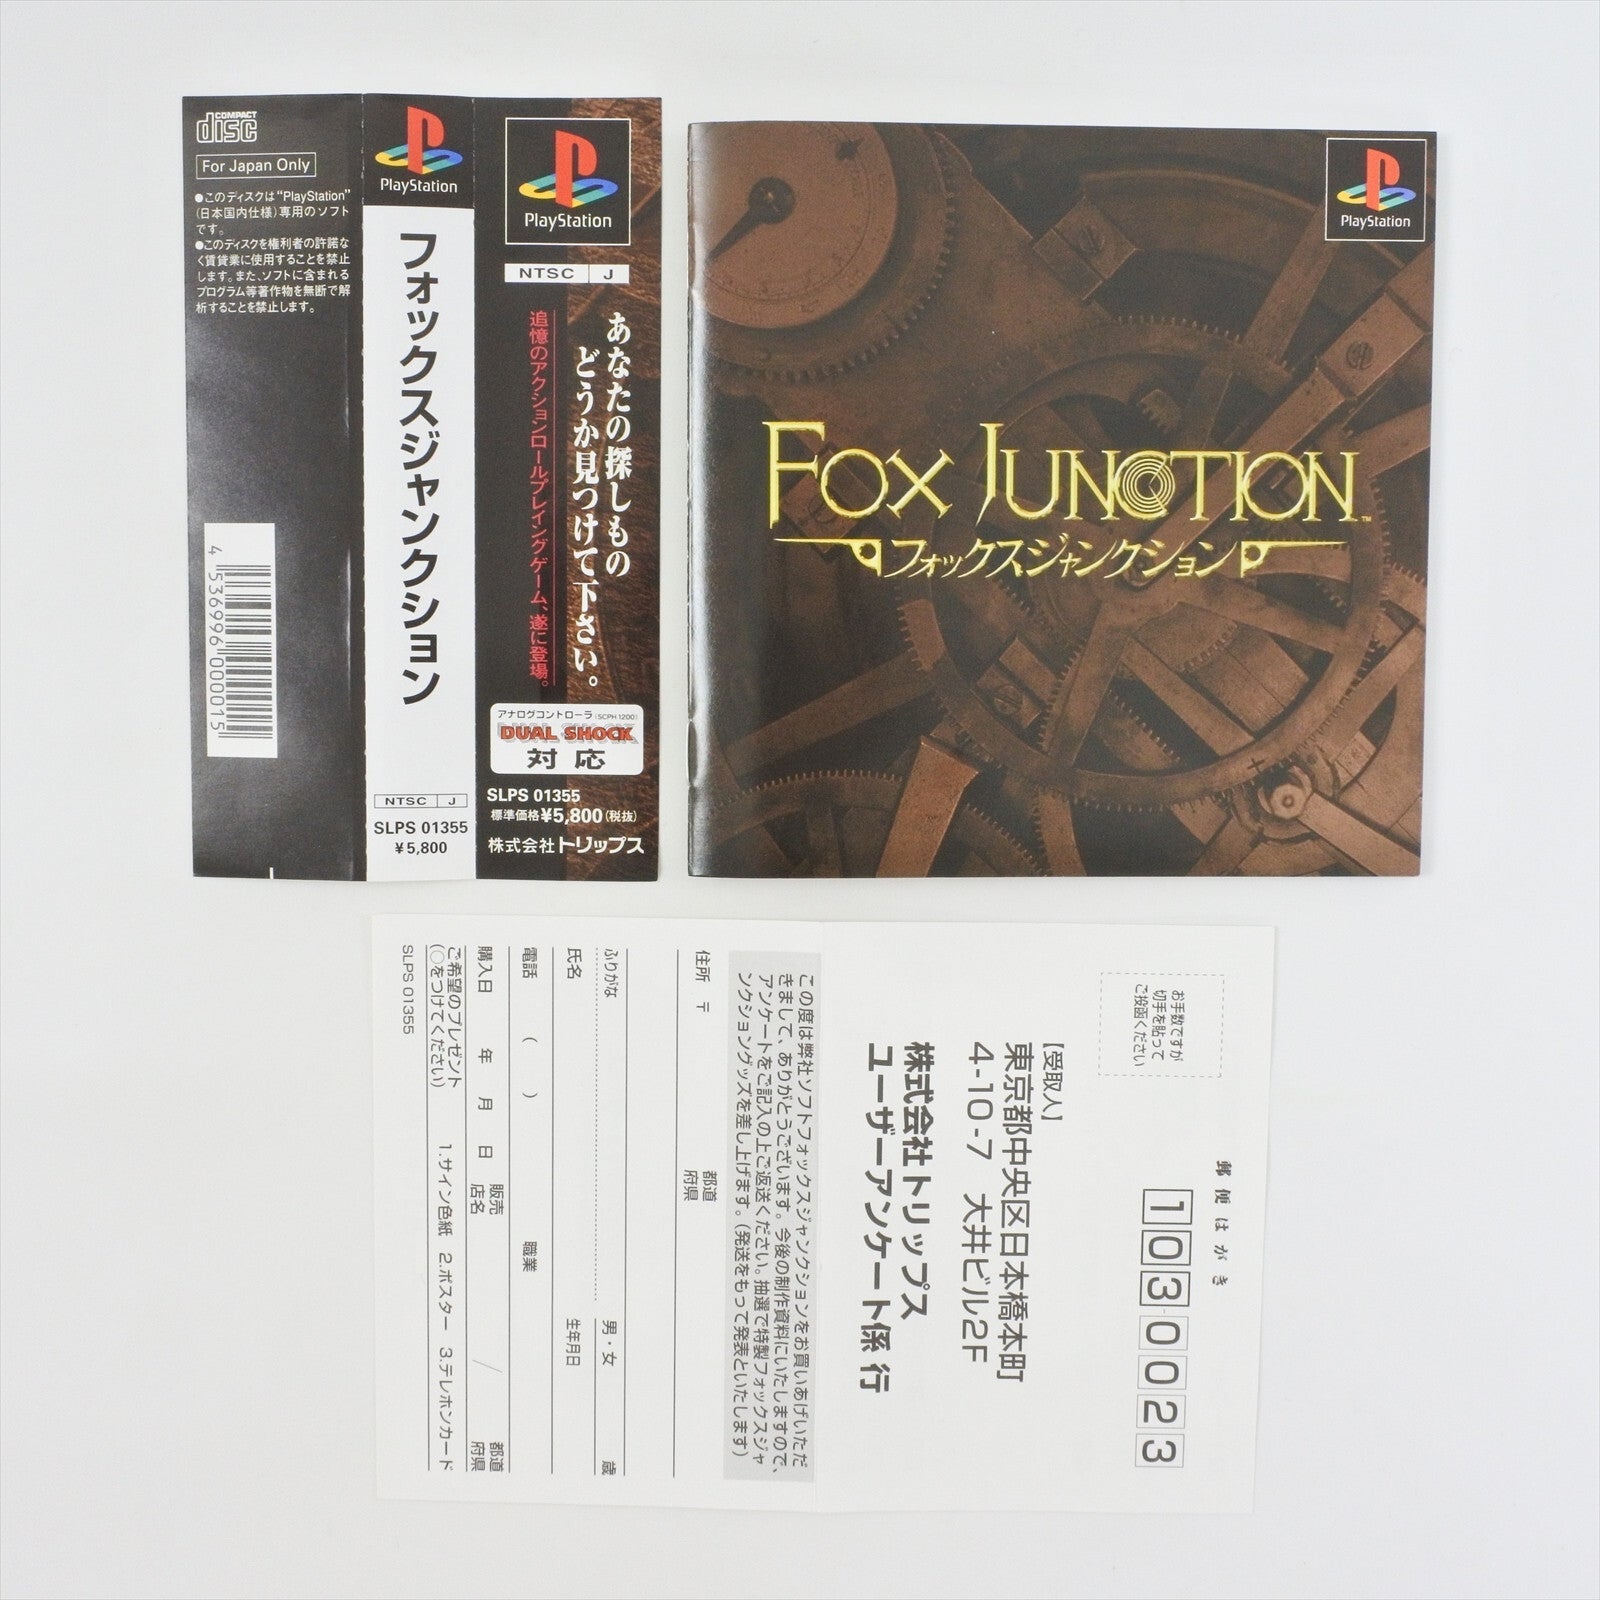 COMPACT
disc
For Japan Only
●このディスクは“PlayStation”
(日本国内仕様)専用のソフト
です。
●このディスクを権利者の許諾な
く賃貸業に使用することを禁止
します。また、ソフトに含まれる
プログラム等著作物を無断で解
析することを禁止します。
4 536996 000015
PlayStation
フォックスジャンクション
NTSC J
SLPS 01355
¥5,800
PlayStation
NTSC J
あなたの探しもの
どうか見つけて下さい。
追憶のアクションロールプレイングゲーム、遂に登場。
アナログコントローラ(SCPH1200)
DUAL SHOCK
対応
SLPS 01355
標準価格¥5,800(税抜)
株式会社トリップス
PlayStation
FOX JUNCTION™
フォックスジャンクション
お手数ですが
切手を貼って
ご投函ください
郵便はがき
103-0023
【受取人】
東京都中央区日本橋本町
4-10-7 大井ビル2F
株式会社トリップス
ユーザーアンケート係 行
この度は弊社ソフトフォックスジャンクションをお買いあげいただ
きまして、ありがとうございます。今後の制作資料にいたしますので、
アンケートをご記入の上ご返送ください。抽選で特製フォックスジャ
ンクショングッズを差し上げます。(発送をもって発表といたします)
住所 〒
都道
府県
ふりがな
男・女 歳
氏名
生年月日
電話 ( )
職業
購入日 年 月 日
販売
店名
都道
府県
ご希望のプレゼント
(○をつけてください)
1.サイン色紙 2.ポスター 3.テレホンカード
SLPS 01355